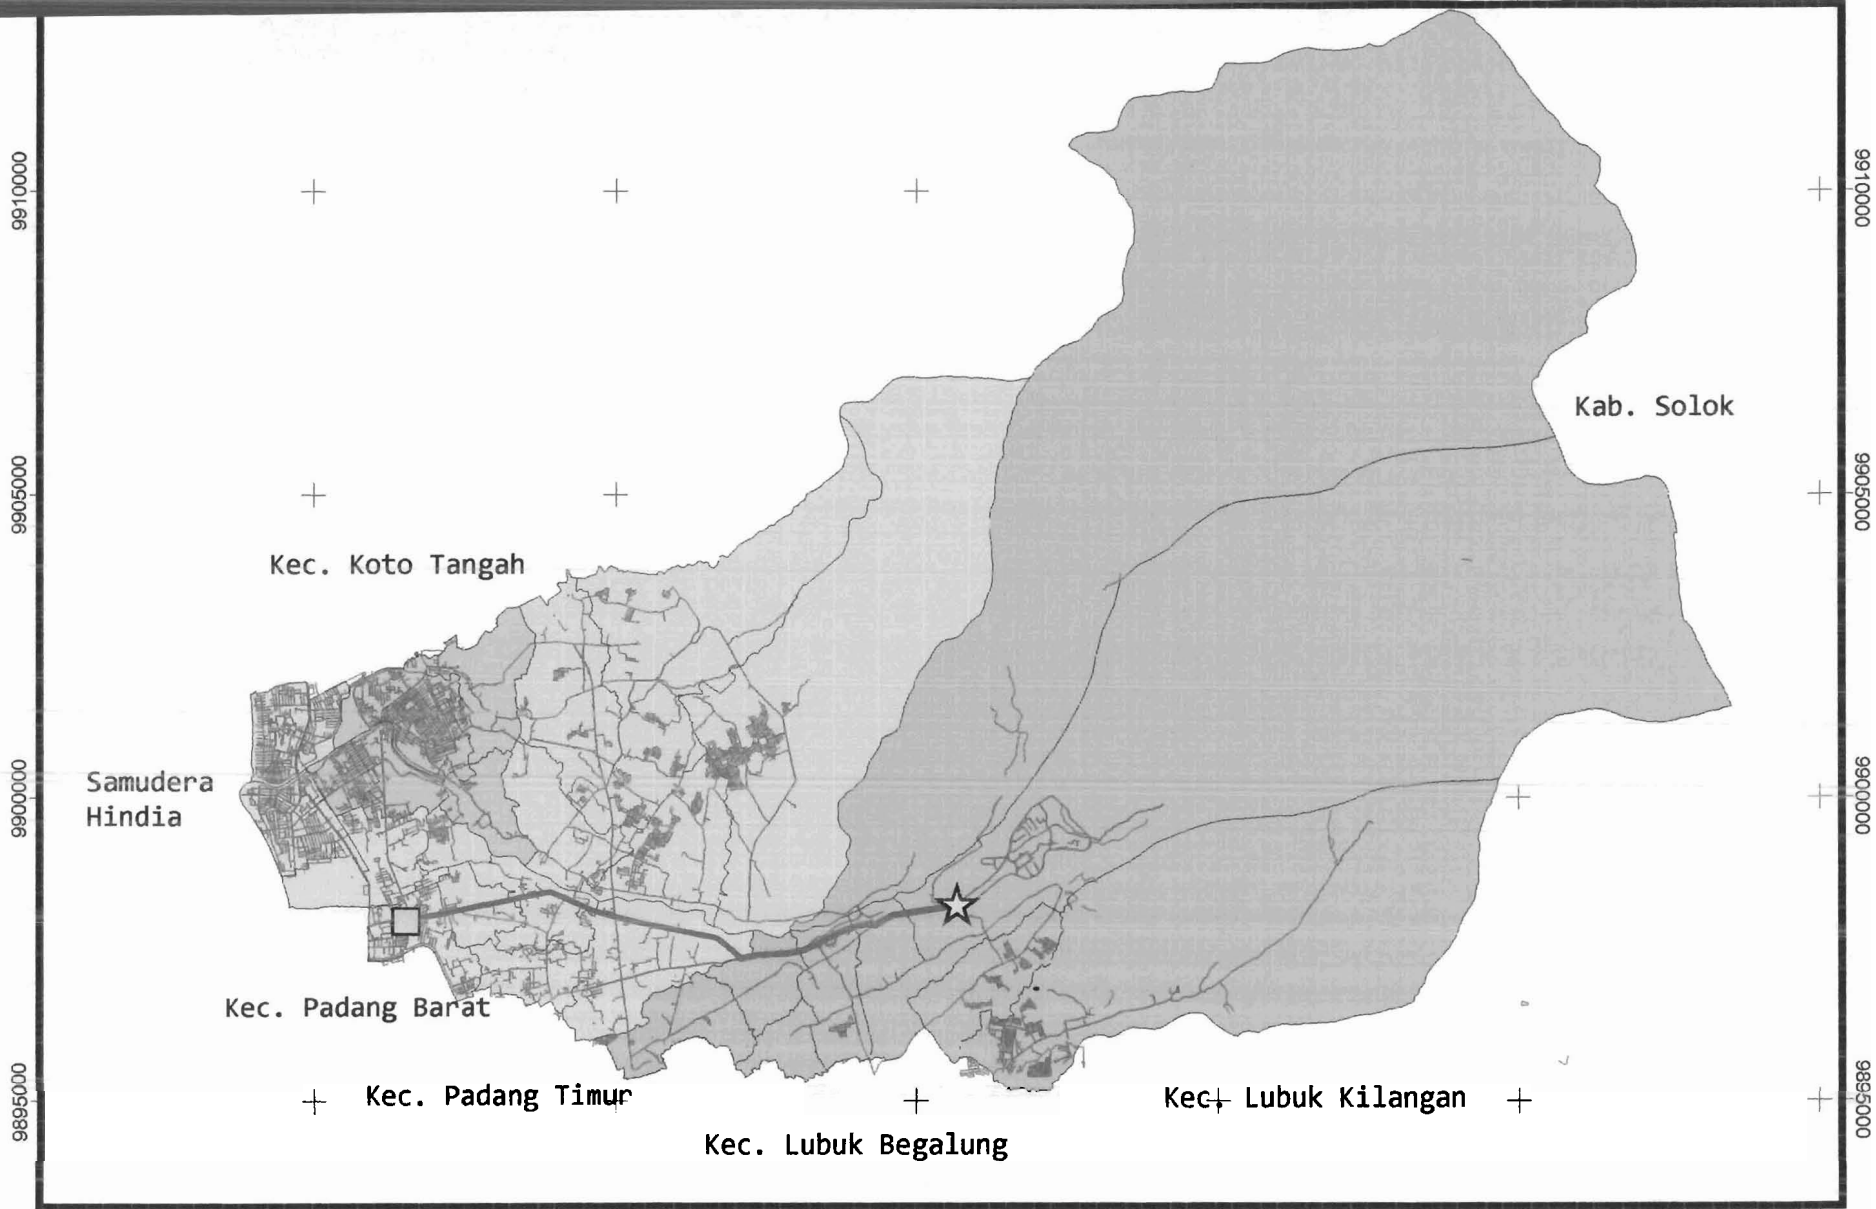 9910000
9910000
Kab. Solok
9905000
9905000
Kec. Koto Tangah
Samudera
Hindia
9900000
9900000
Kec. Padang Barat
9895000
Kec. Padang Timur
Kec. Lubuk Kilangan
9895000
Kec. Lubuk Begalung